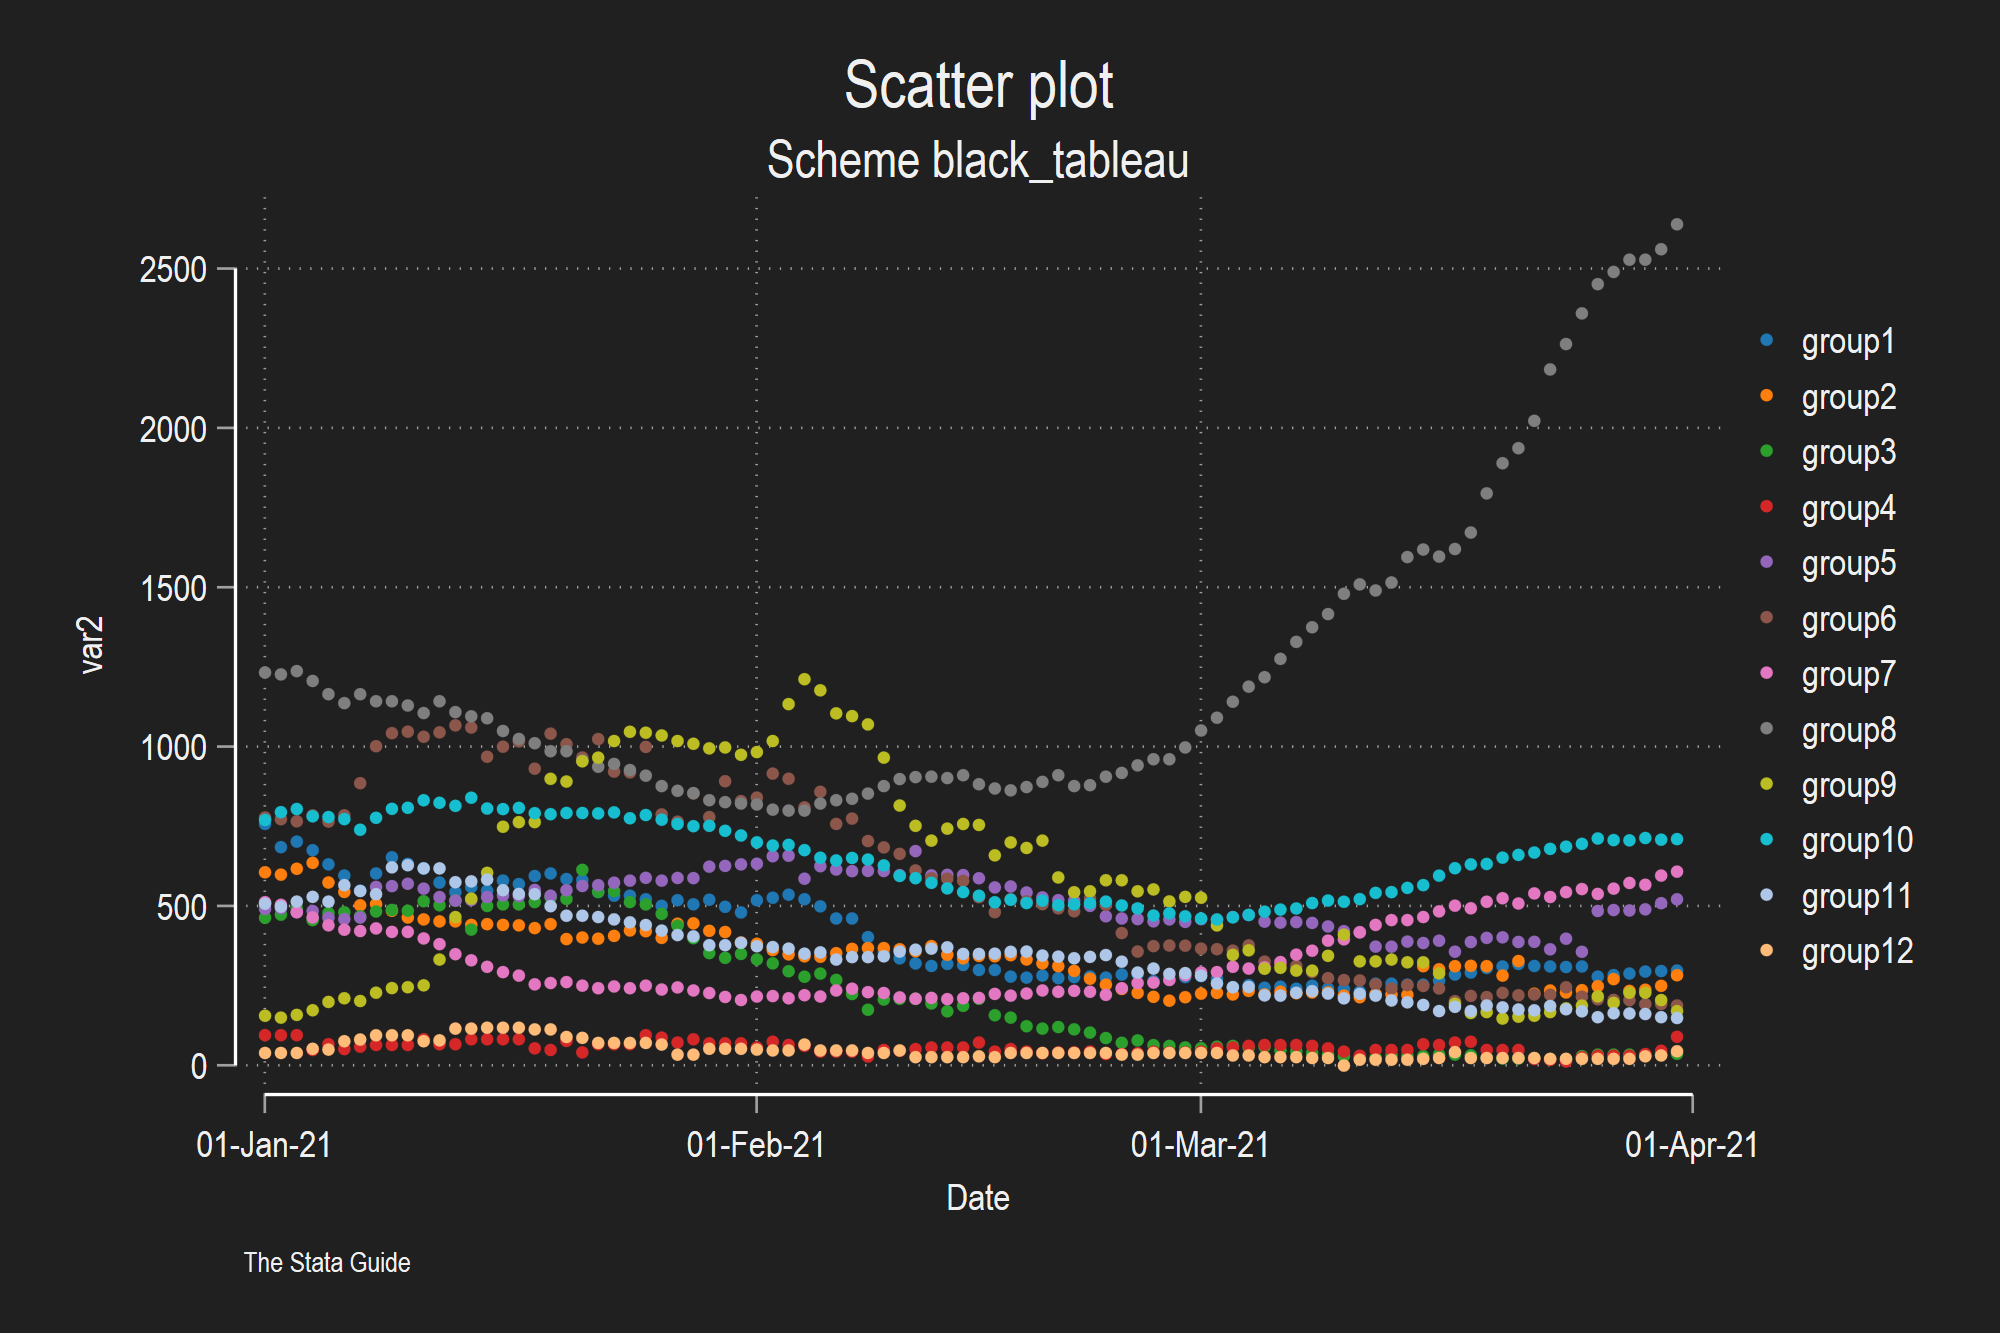 Scatter plot
Scheme black_tableau
2500
2000
1500
1000
500
0
var2
01-Jan-21
01-Feb-21
01-Mar-21
01-Apr-21
Date
group1
group2
group3
group4
group5
group6
group7
group8
group9
group10
group11
group12
The Stata Guide